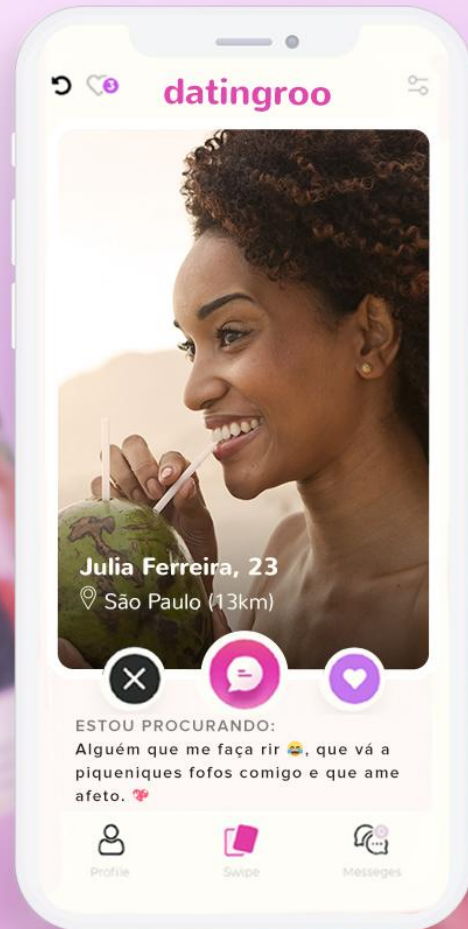 3
datingroo
Julia Ferreira, 23
São Paulo (13km)
ESTOU PROCURANDO:
Alguém que me faça rir 😂, que vá a
piqueniques fofos comigo e que ame
afeto. 💖
Profile
Swipe
Messeges